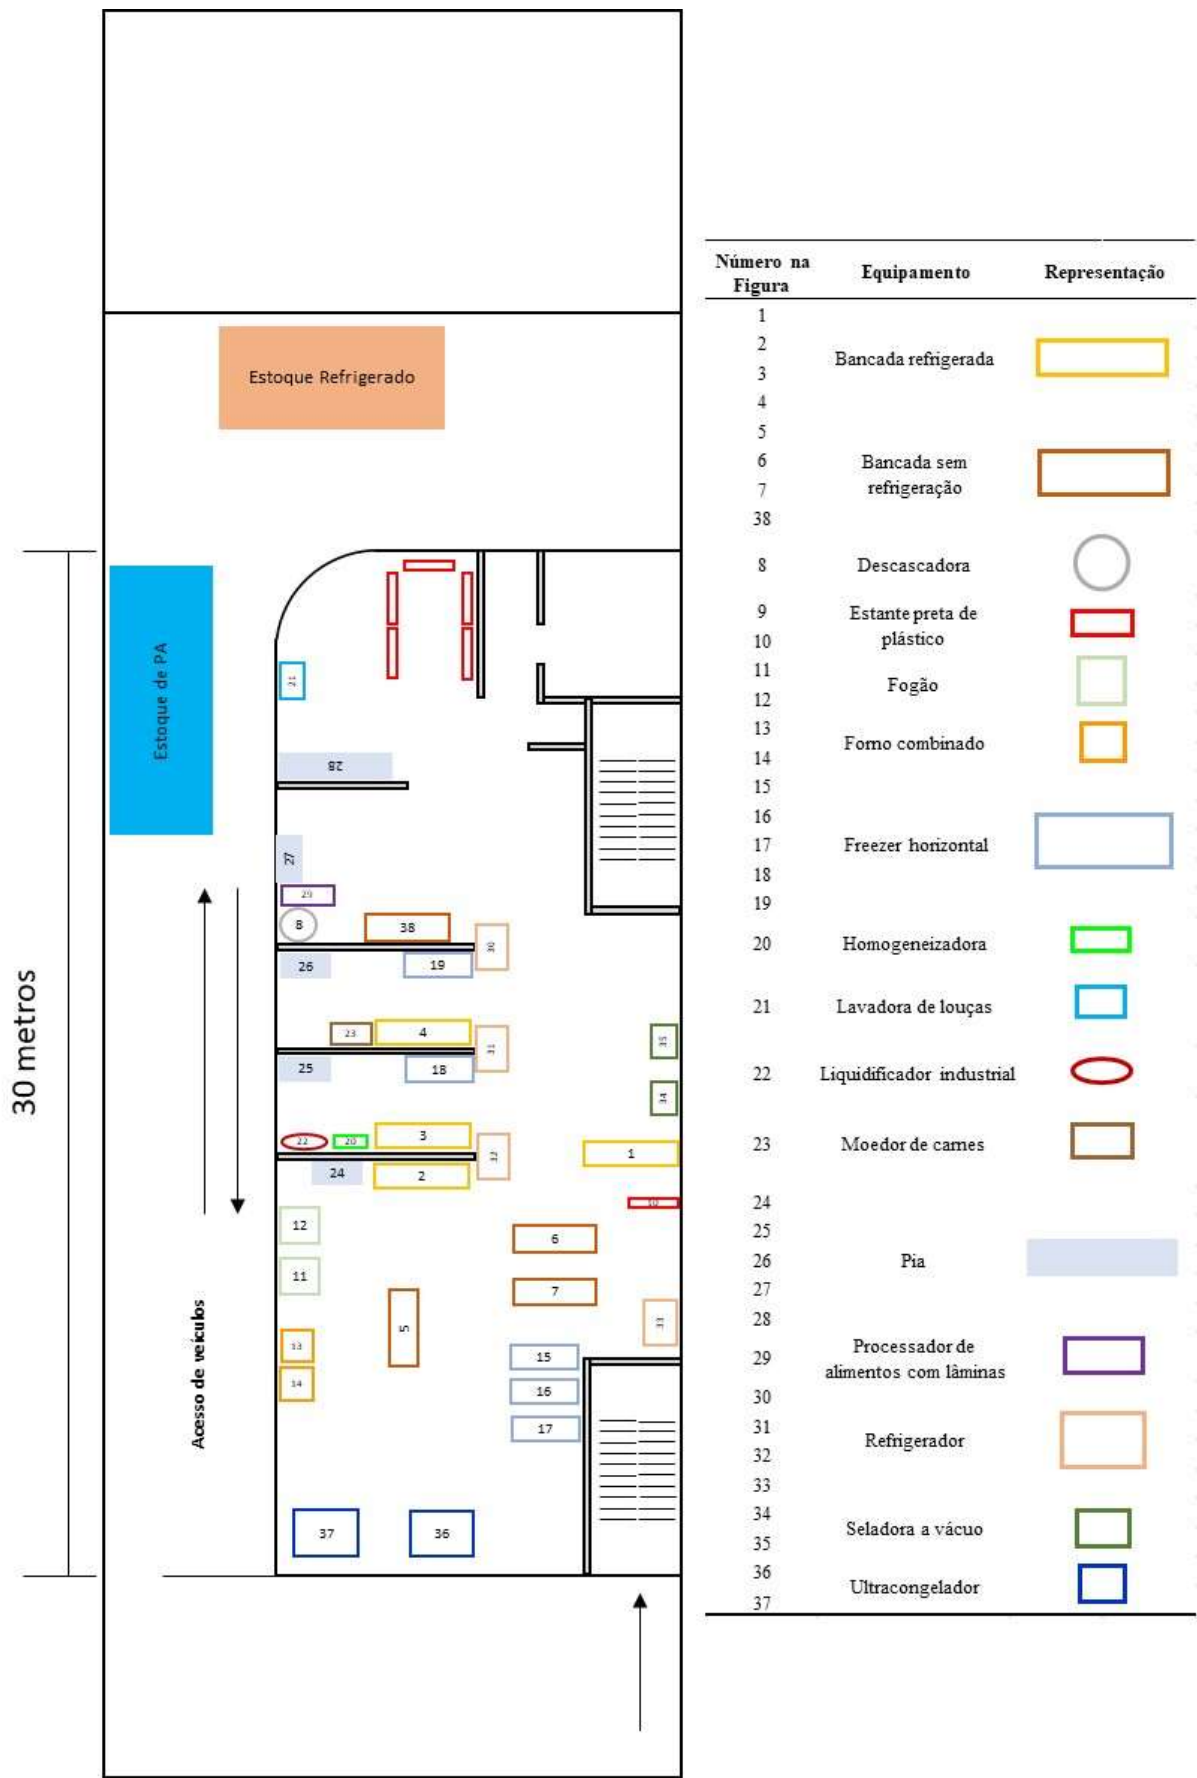 Estoque Refrigerado
Estoque de PA
30 metros
Acesso de veículos
21
28
27
29
8
38
30
26
19
23
4
31
25
18
35
34
22
20
3
32
1
24
2
10
12
6
11
7
5
33
13
15
14
16
17
37
36
Número na Figura Equipamento Representação
1
2
3
4
Bancada refrigerada
5
6
7
38
Bancada sem
refrigeração
8 Descascadora
9
10
Estante preta de
plástico
11
12
Fogão
13
14
Forno combinado
15
16
17
18
19
Freezer horizontal
20 Homogeneizadora
21 Lavadora de louças
22 Liquidificador industrial
23 Moedor de carnes
24
25
26
27
28
Pia
29 Processador de
alimentos com lâminas
30
31
32
33
Refrigerador
34
35
Seladora a vácuo
36
37
Ultracongelador